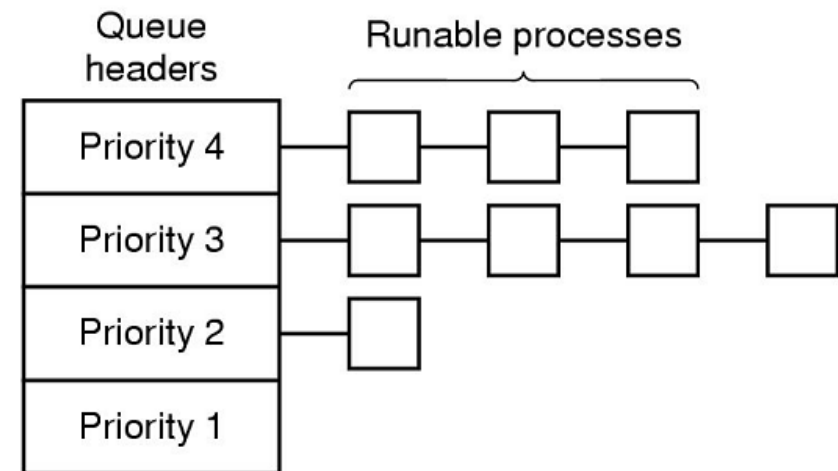 Queue
headers
Runable processes
Priority 4
Priority 3
Priority 2
Priority 1